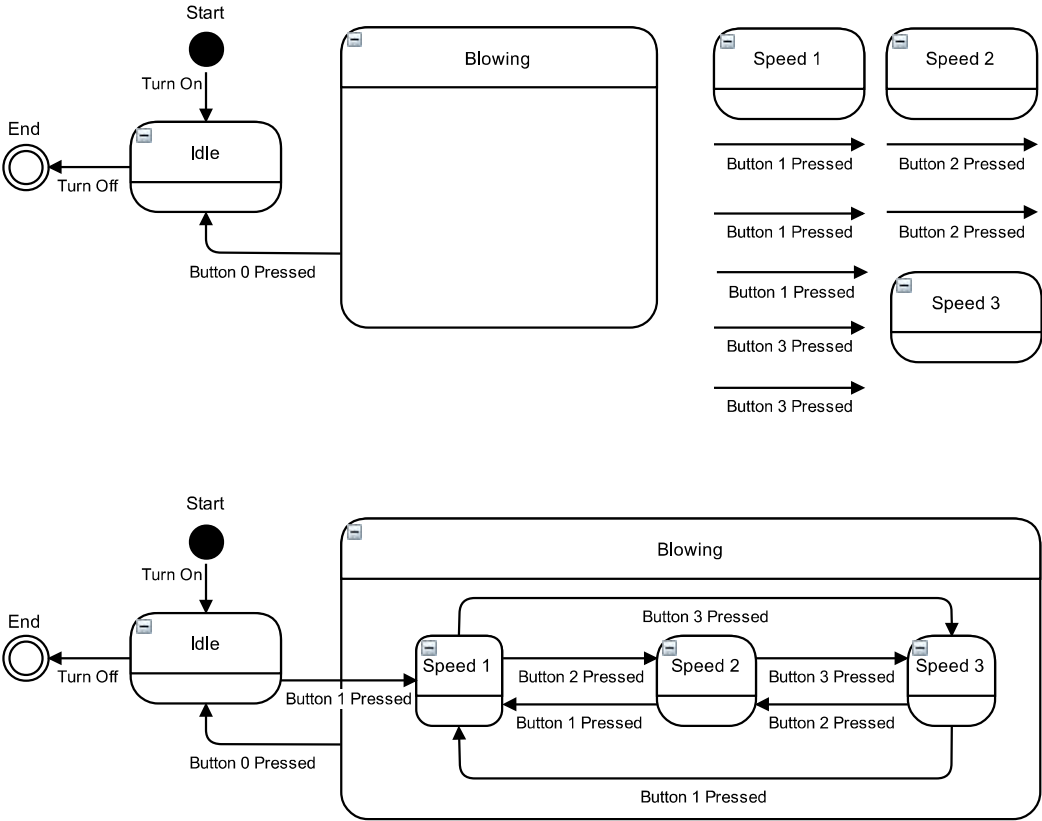 Start
Turn On
End
Idle
Turn Off
Button 0 Pressed
Blowing
Speed 1
Speed 2
Button 1 Pressed
Button 2 Pressed
Button 1 Pressed
Button 2 Pressed
Button 1 Pressed
Speed 3
Button 3 Pressed
Button 3 Pressed
Start
Turn On
End
Idle
Turn Off
Button 1 Pressed
Button 0 Pressed
Blowing
Button 3 Pressed
Speed 1
Speed 2
Speed 3
Button 2 Pressed
Button 3 Pressed
Button 1 Pressed
Button 2 Pressed
Button 1 Pressed